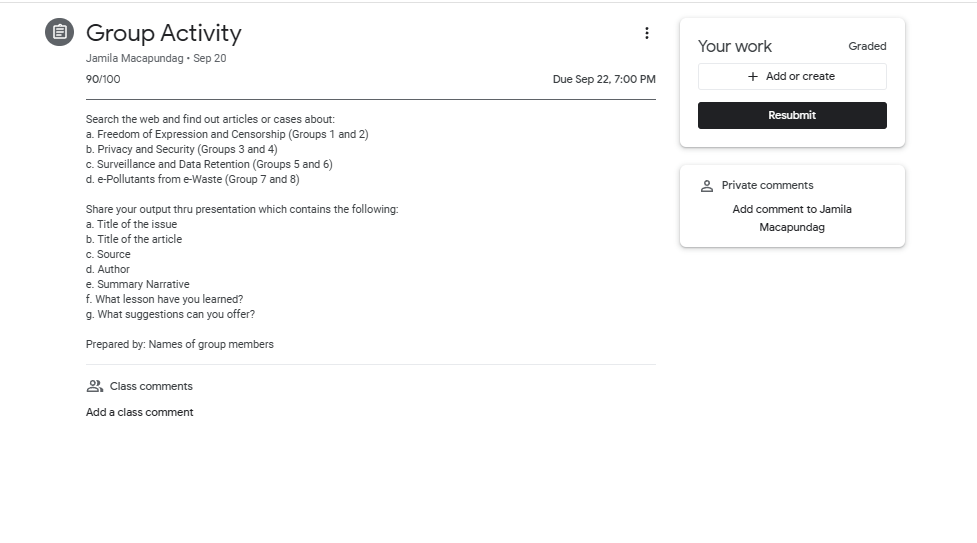 Group Activity
Jamila Macapundag • Sep 20
90/100
Due Sep 22, 7:00 PM
Search the web and find out articles or cases about:
a. Freedom of Expression and Censorship (Groups 1 and 2)
b. Privacy and Security (Groups 3 and 4)
c. Surveillance and Data Retention (Groups 5 and 6)
d. e-Pollutants from e-Waste (Group 7 and 8)
Share your output thru presentation which contains the following:
a. Title of the issue
b. Title of the article
c. Source
d. Author
e. Summary Narrative
f. What lesson have you learned?
g. What suggestions can you offer?
Prepared by: Names of group members
Class comments
Add a class comment
Your work
Graded
+ Add or create
Resubmit
Private comments
Add comment to Jamila
Macapundag